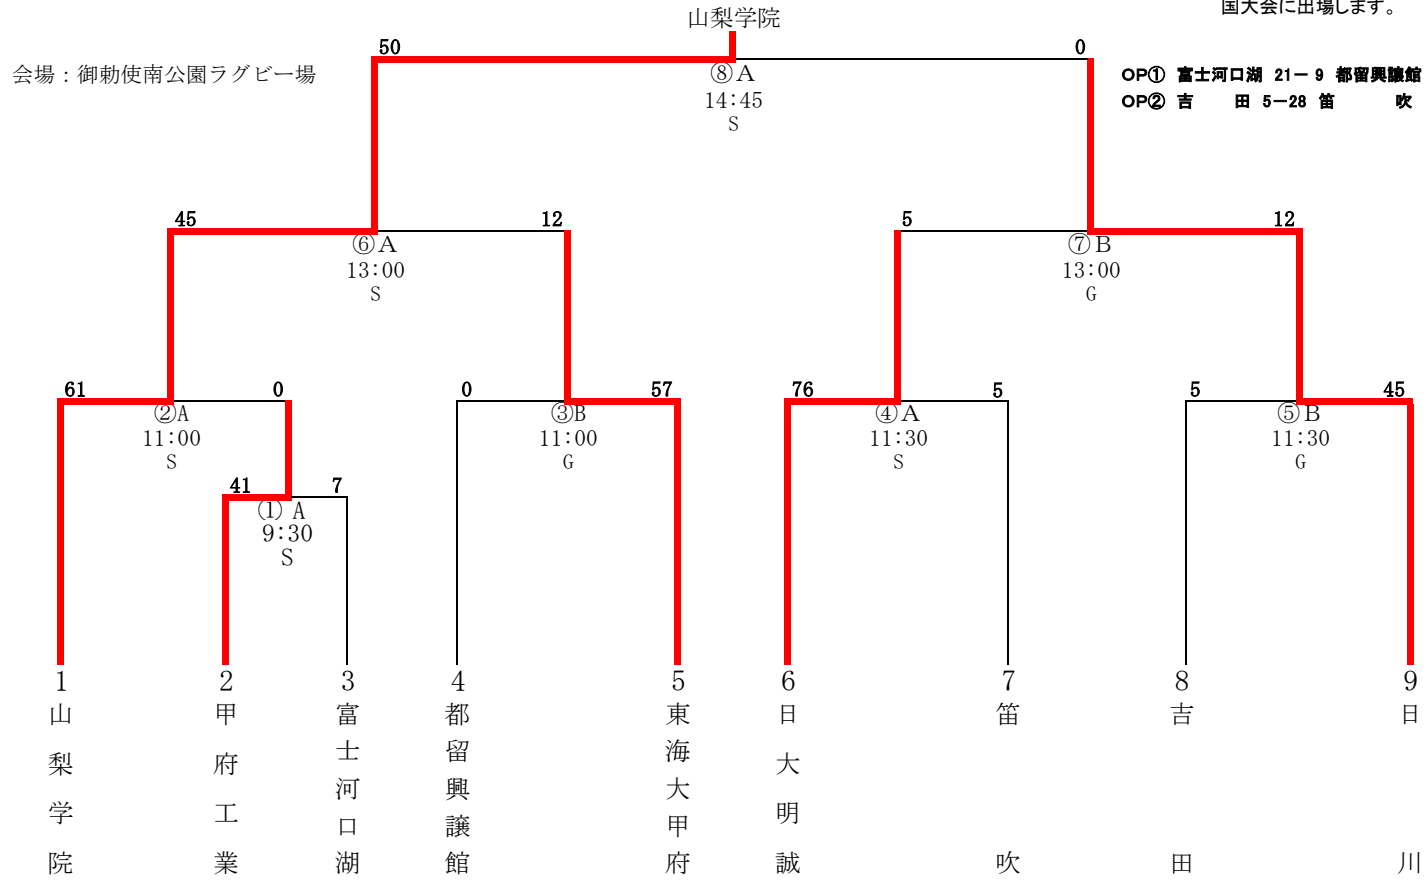 国大会に出場します。
山梨学院
50
0
会場：御勅使南公園ラグビー場
⑧A
14:45
S
OP① 富士河口湖 21－ 9 都留興譲館
OP② 吉　　田 5－28 笛　　吹
45
12
5
12
⑥A
13:00
S
⑦B
13:00
G
61
0
0
57
76
5
5
45
②A
11:00
S
③B
11:00
G
④A
11:30
S
⑤B
11:30
G
41
7
① A
9:30
S
1
山梨学院
2
甲府工業
3
富士河口湖
4
都留興譲館
5
東海大甲府
6
日大明誠
7
笛吹
8
吉田
9
日川